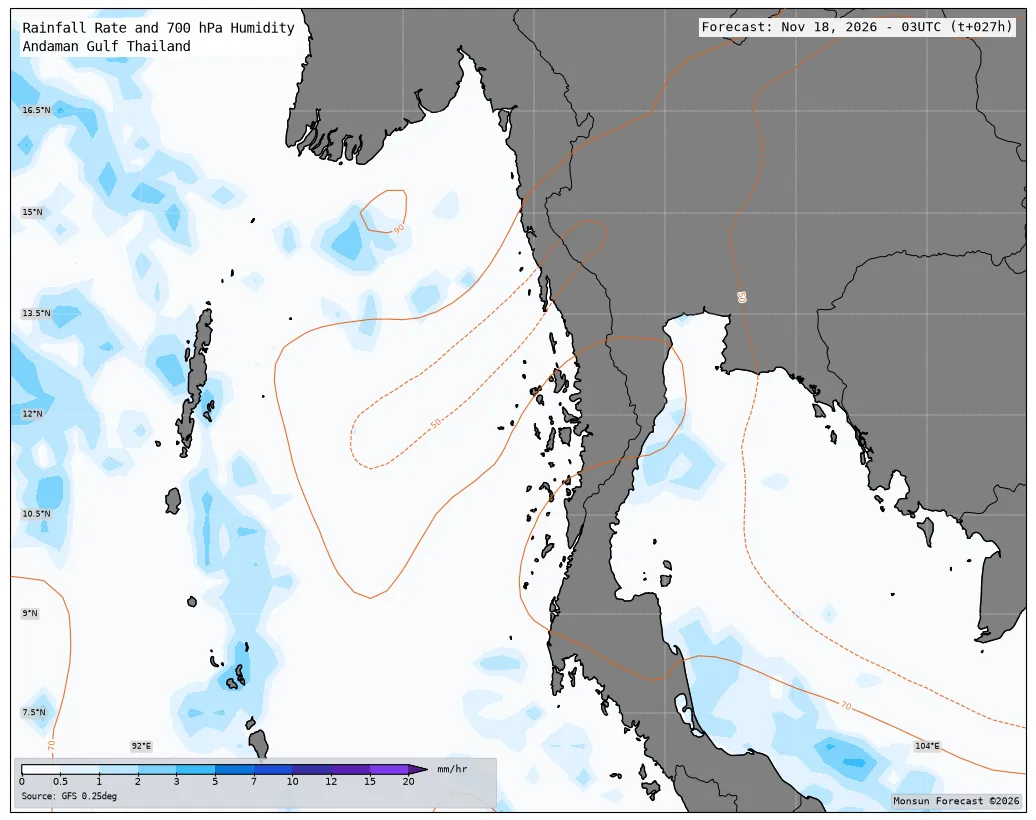 Rainfall Rate and 700 hPa Humidity
Andaman Gulf Thailand
Forecast: Nov 18, 2026 - 03UTC (t+027h)
16.5°N
15°N
90
13.5°N
50
12°N
50
10.5°N
9°N
7.5°N
70
70
92°E
104°E
mm/hr
0 0.5 1 2 3 5 7 10 12 15 20
Source: GFS 0.25deg
Monsun Forecast ©2026